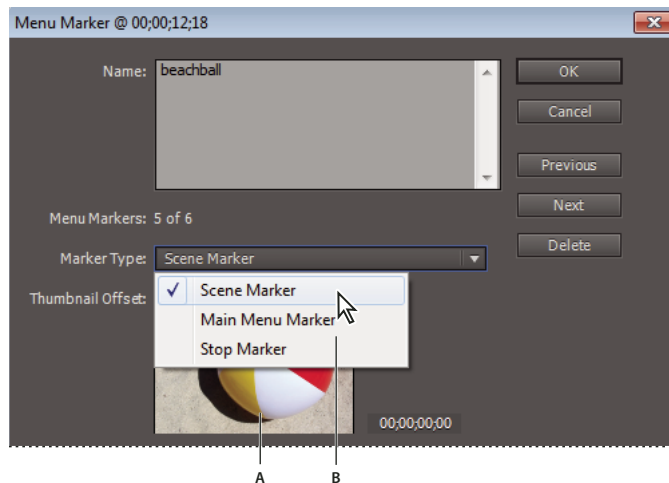 Menu Marker @ 00;00;12;18
Name: beachball
OK
Cancel
Previous
Next
Delete
Menu Markers: 5 of 6
Marker Type: Scene Marker
Thumbnail Offset:
Scene Marker
Main Menu Marker
Stop Marker
00;00;00;00
A B